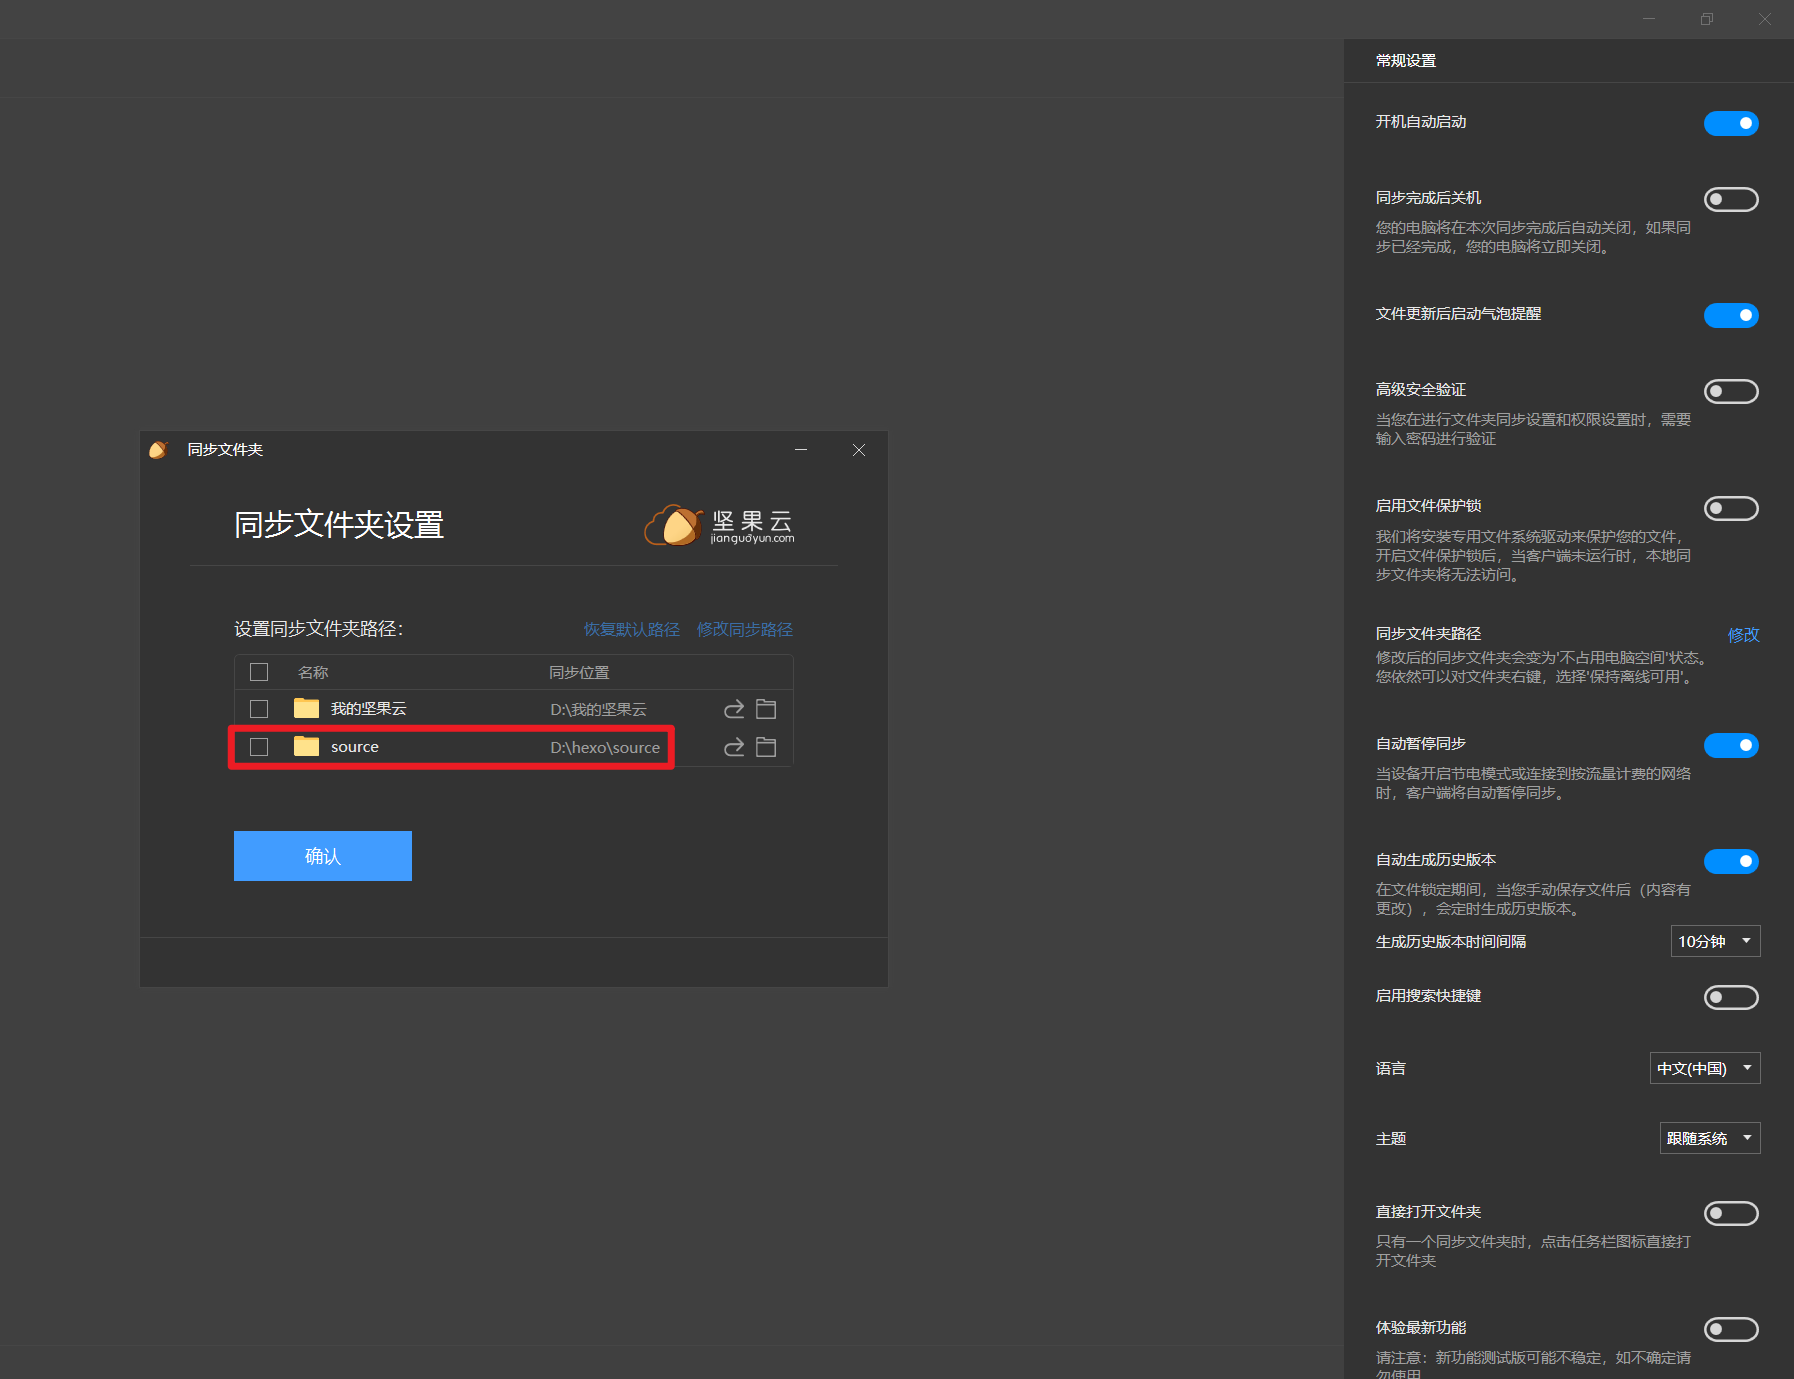 同步文件夹
同步文件夹设置
坚果云
jianguoyun.com
设置同步文件夹路径：
恢复默认路径 修改同步路径
名称 同步位置
我的坚果云 D:\我的坚果云
source D:\hexo\source
确认
常规设置
开机自动启动
同步完成后关机
您的电脑将在本次同步完成后自动关闭，如果同
步已经完成，您的电脑将立即关闭。
文件更新后启动气泡提醒
高级安全验证
当您在进行文件夹同步设置和权限设置时，需要
输入密码进行验证
启用文件保护锁
我们将安装专用文件系统驱动来保护您的文件，
开启文件保护锁后，当客户端未运行时，本地同
步文件夹将无法访问。
同步文件夹路径 修改
修改后的同步文件夹会变为'不占用电脑空间'状态。
您依然可以对文件夹右键，选择'保持离线可用'。
自动暂停同步
当设备开启节电模式或连接到按流量计费的网络
时，客户端将自动暂停同步。
自动生成历史版本
在文件锁定期间，当您手动保存文件后（内容有
更改），会定时生成历史版本。
生成历史版本时间间隔 10分钟
启用搜索快捷键
语言 中文(中国)
主题 跟随系统
直接打开文件夹
只有一个同步文件夹时，点击任务栏图标直接打
开文件夹
体验最新功能
请注意：新功能测试版可能不稳定，如不确定请
勿使用